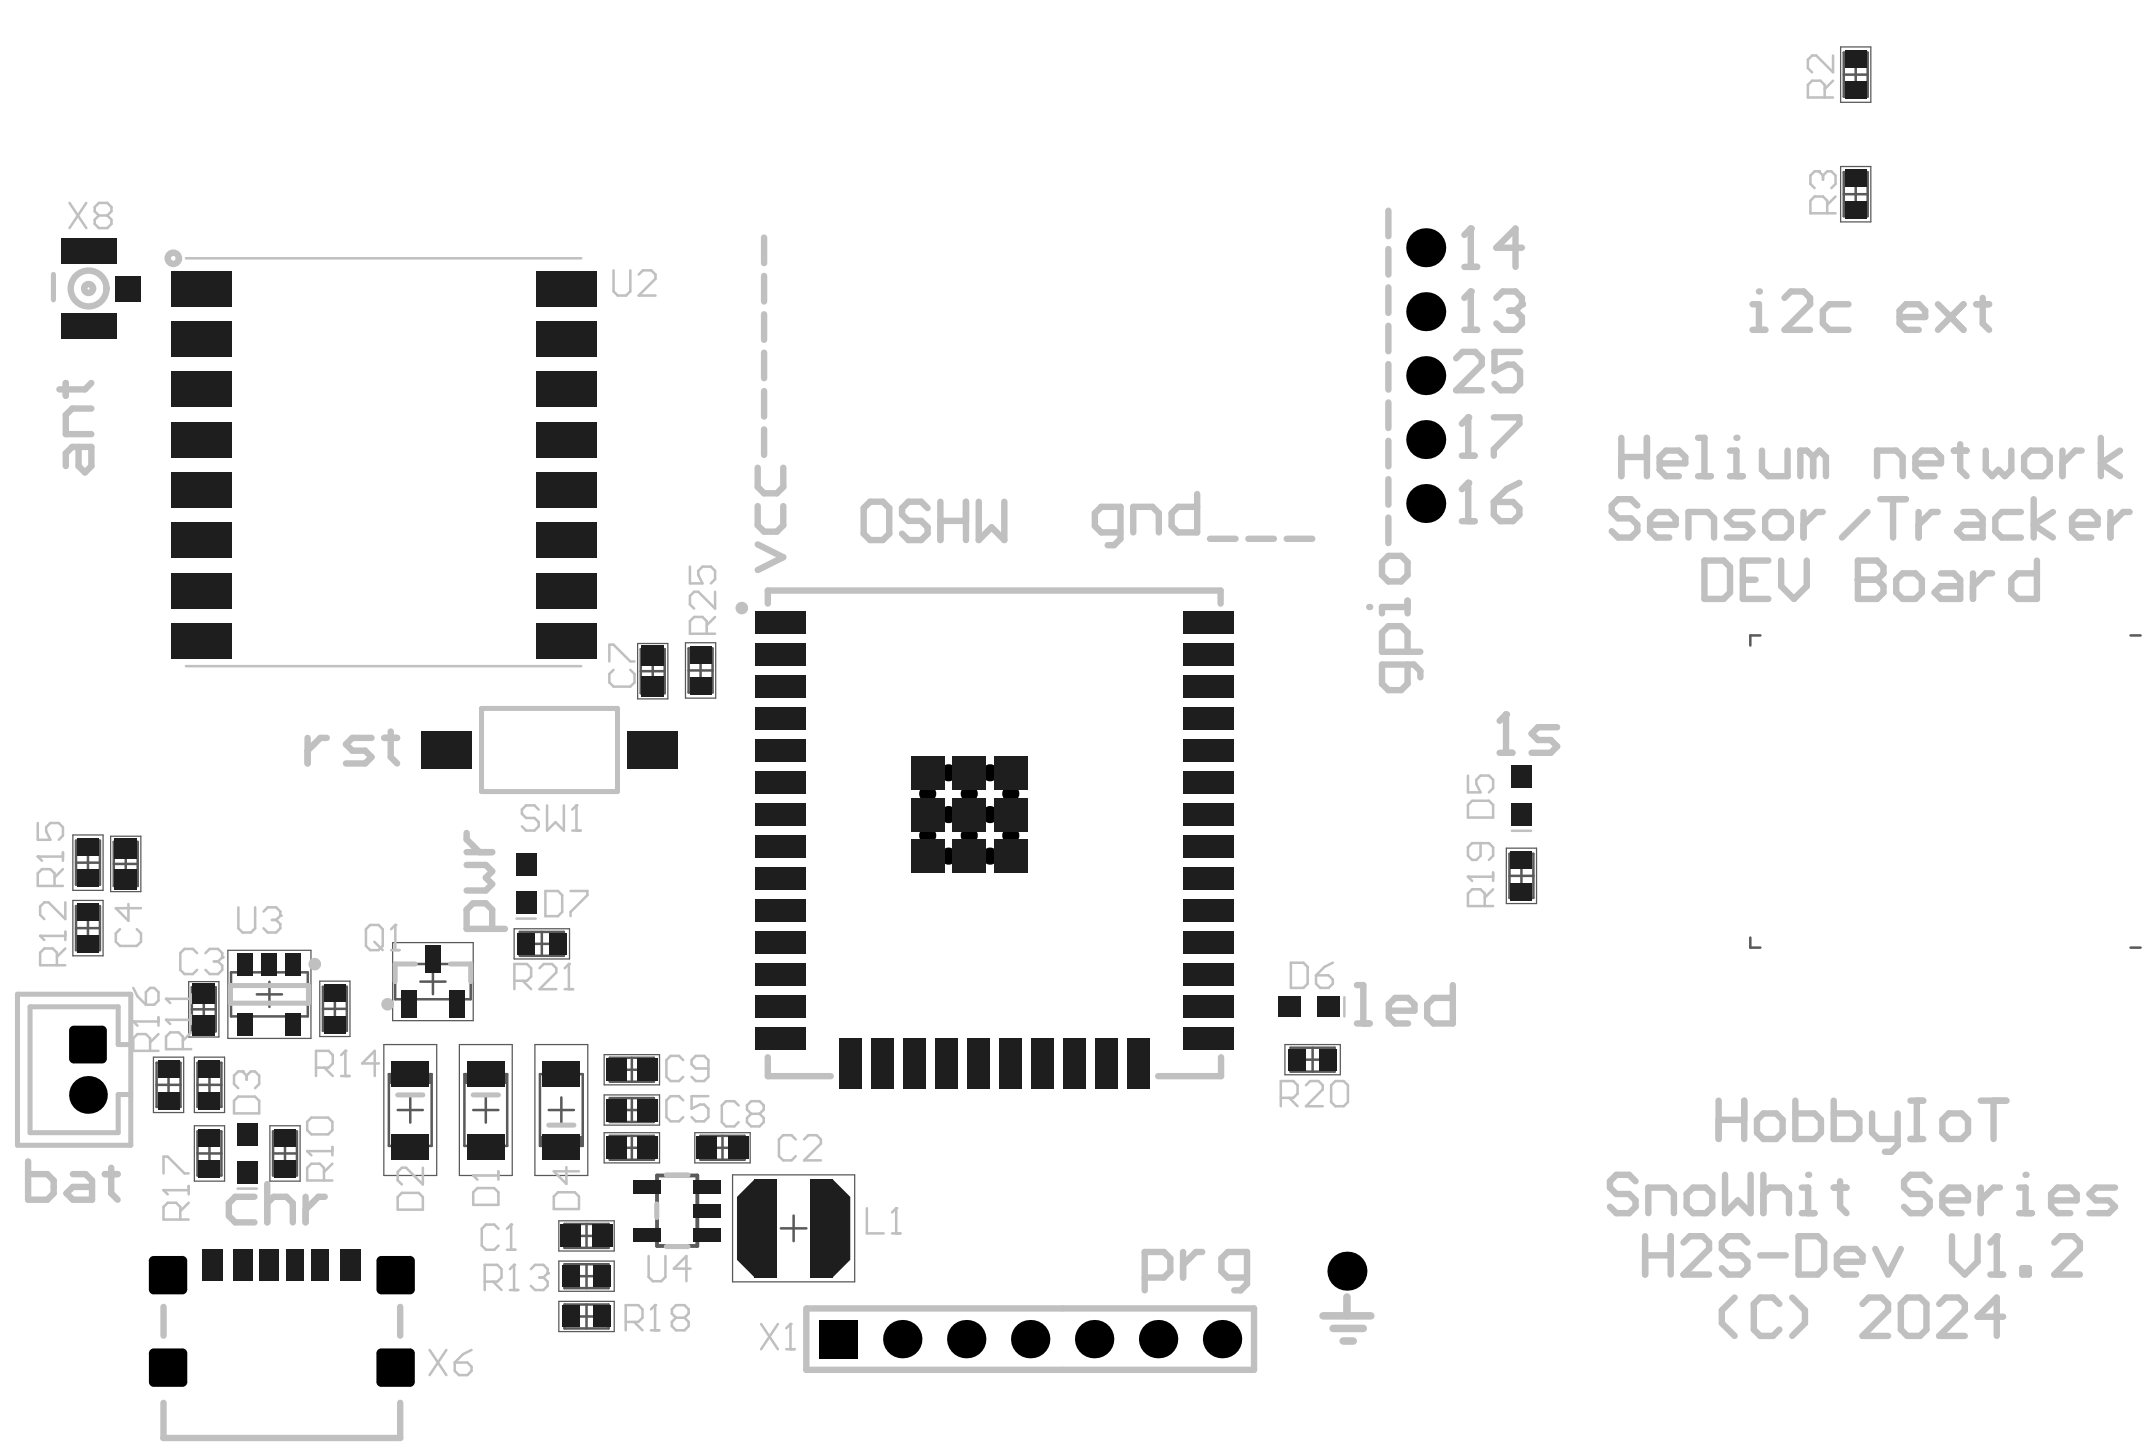 R2
R3
X8
14
U2
13
i2c ext
25
ant
17
Helium network
16
vcc
OSHW
gnd___
Sensor/Tracker
DEV Board
gpio
R25
C7
rst
1s
SW1
D5
R15
pwr
D7
R19
R12
C4
U3
Q1
C3
R21
D6
led
R16
R11
R14
C9
D3
R20
C5
C8
HobbyIoT
C2
bat
R17
R10
D2
D1
D4
chr
SnoWhit Series
C1
L1
H2S-Dev V1.2
R13
U4
prg
R18
X1
(C) 2024
X6